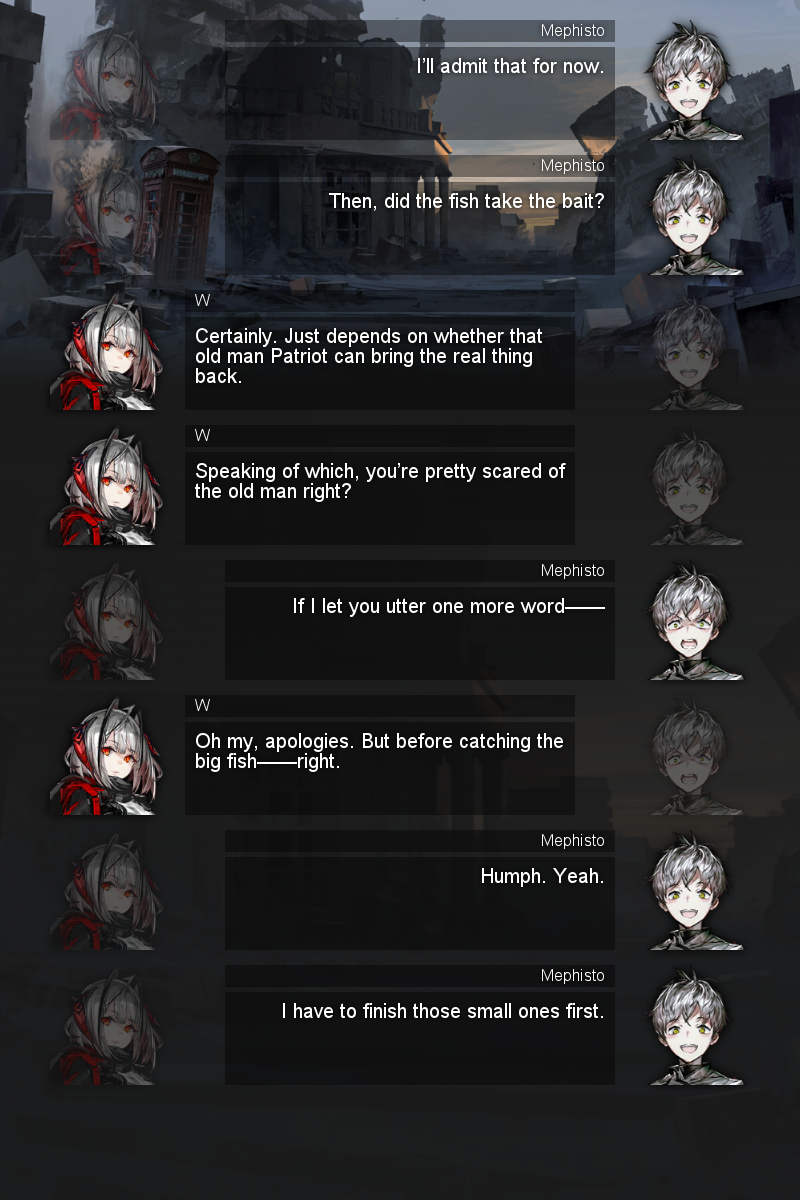 Mephisto
I'll admit that for now.
Mephisto
Then, did the fish take the bait?
W
Certainly. Just depends on whether that
old man Patriot can bring the real thing
back.
W
Speaking of which, you're pretty scared of
the old man right?
Mephisto
If I let you utter one more word——
W
Oh my, apologies. But before catching the
big fish——right.
Mephisto
Humph. Yeah.
Mephisto
I have to finish those small ones first.